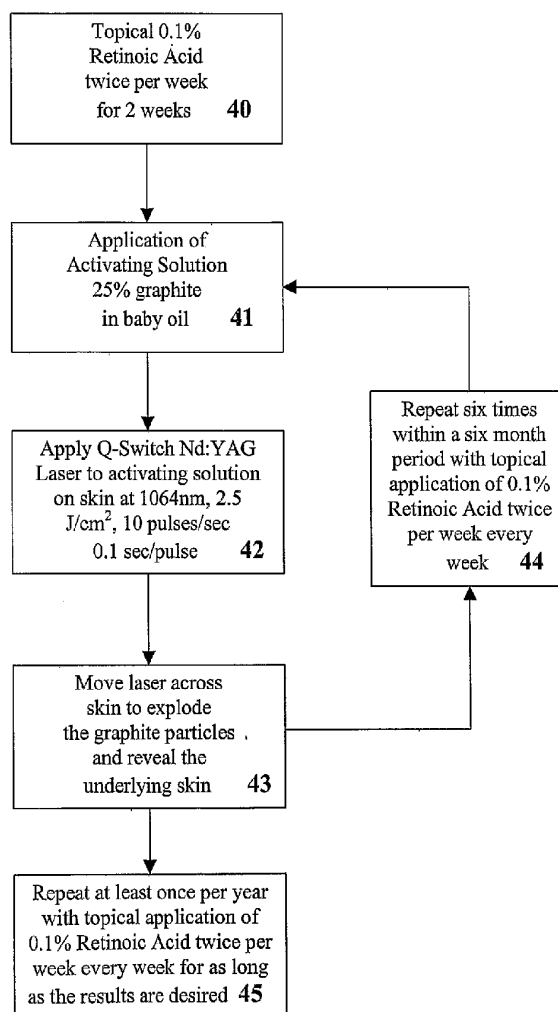 Topical 0.1%
Retinoic Acid
twice per week
for 2 weeks 40
Application of
Activating Solution
25% graphite
in baby oil 41
Apply Q-Switch Nd:YAG
Laser to activating solution
on skin at 1064nm, 2.5
J/cm², 10 pulses/sec
0.1 sec/pulse 42
Repeat six times
within a six month
period with topical
application of 0.1%
Retinoic Acid twice
per week every
week 44
Move laser across
skin to explode
the graphite particles
and reveal the
underlying skin 43
Repeat at least once per year
with topical application of
0.1% Retinoic Acid twice per
week every week for as long
as the results are desired 45